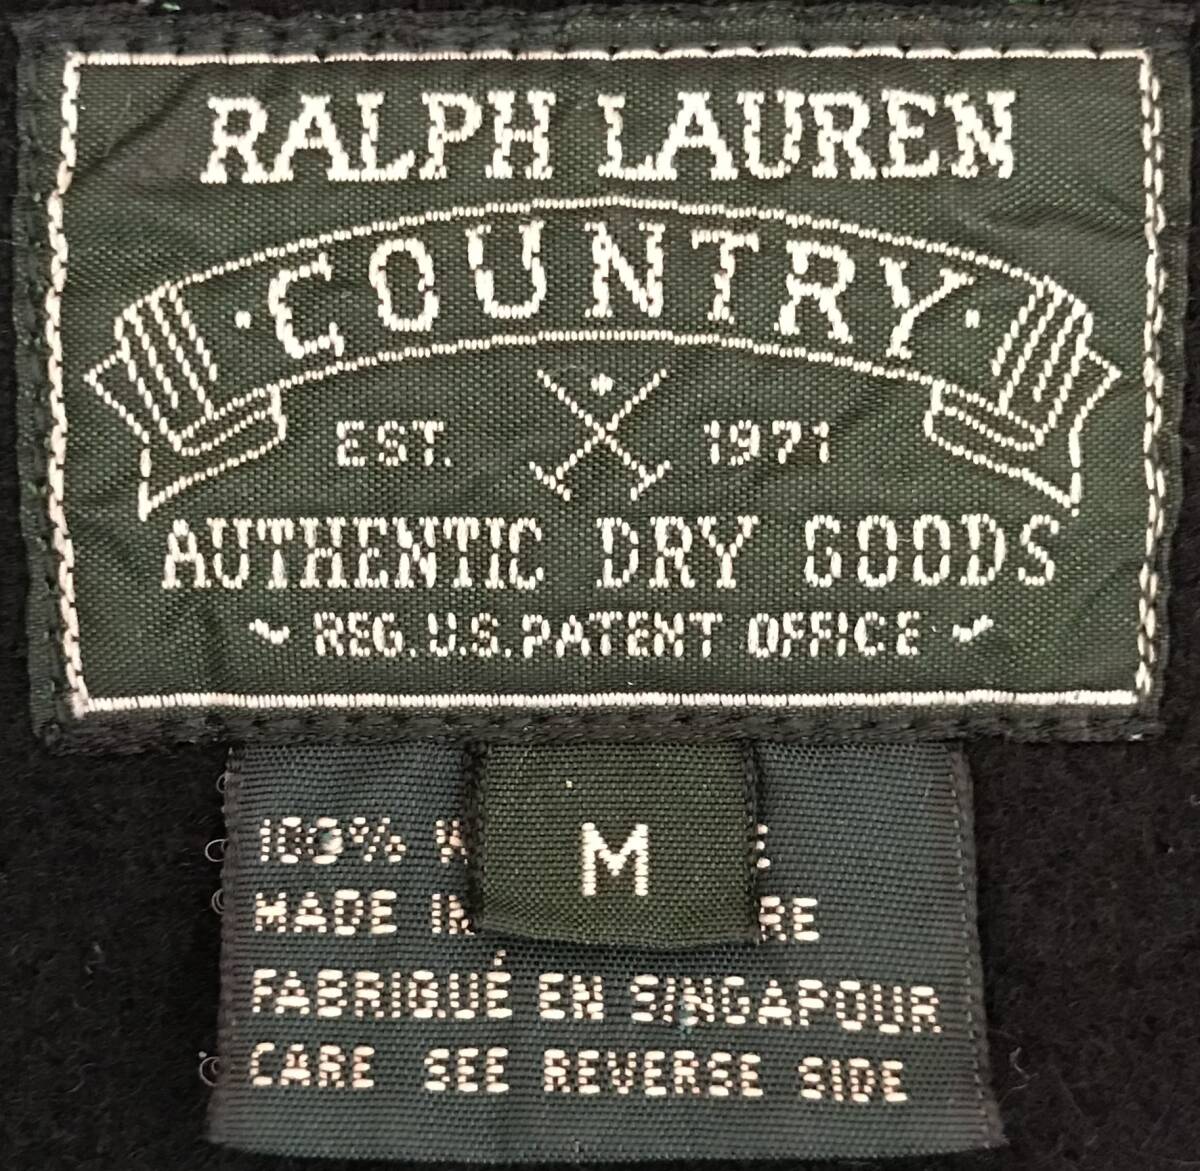 RALPH LAUREN
·COUNTRY·
EST. 1971
AUTHENTIC DRY GOODS
REG. U.S. PATENT OFFICE
M
100%
MADE IN
FABRIQUÉ EN SINGAPOUR
CARE SEE REVERSE SIDE